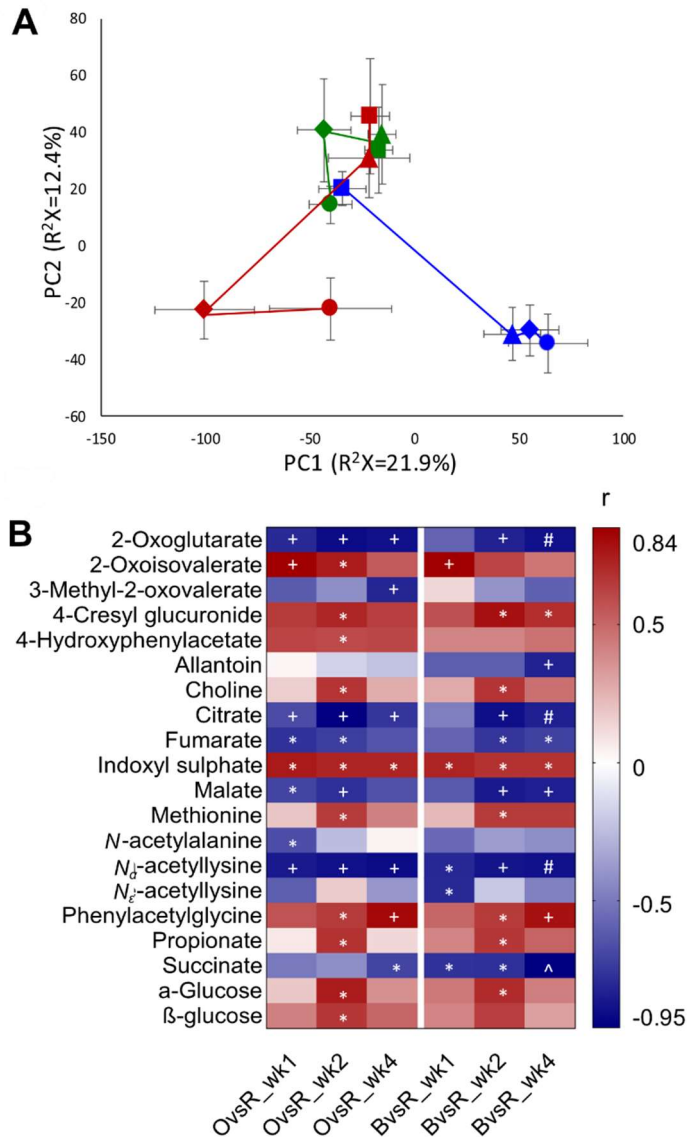 A
80
60
40
20
0
-20
-40
-60
PC2 (R²X=12.4%)
-150
-100
-50
0
50
100
PC1 (R²X=21.9%)
B
r
2-Oxoglutarate + + + + #
2-Oxoisovalerate + * +
3-Methyl-2-oxovalerate +
4-Cresyl glucuronide * * *
4-Hydroxyphenylacetate *
Allantoin +
Choline * *
Citrate + + + + #
Fumarate * * * *
Indoxyl sulphate * * * * * *
Malate * + + +
Methionine * *
N-acetylalanine *
Nα-acetyllysine + + + * + #
Nε-acetyllysine *
Phenylacetylglycine * + * +
Propionate * *
Succinate * * * ^
a-Glucose * *
ß-glucose *
0.84
0.5
0
-0.5
-0.95
OvsR_wk1
OvsR_wk2
OvsR_wk4
BvsR_wk1
BvsR_wk2
BvsR_wk4